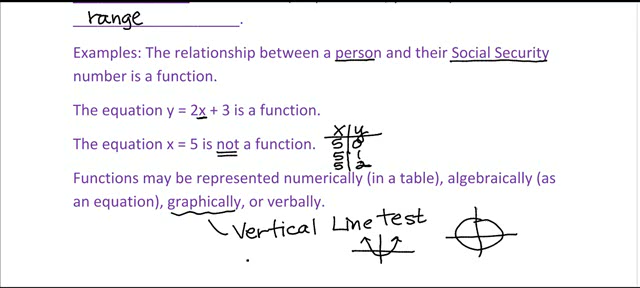 range.
Examples: The relationship between a person and their Social Security
number is a function.
The equation y = 2x + 3 is a function.
The equation x = 5 is not a function.
x y
5 0
5 1
5 2
Functions may be represented numerically (in a table), algebraically (as
an equation), graphically, or verbally.
Vertical Line test